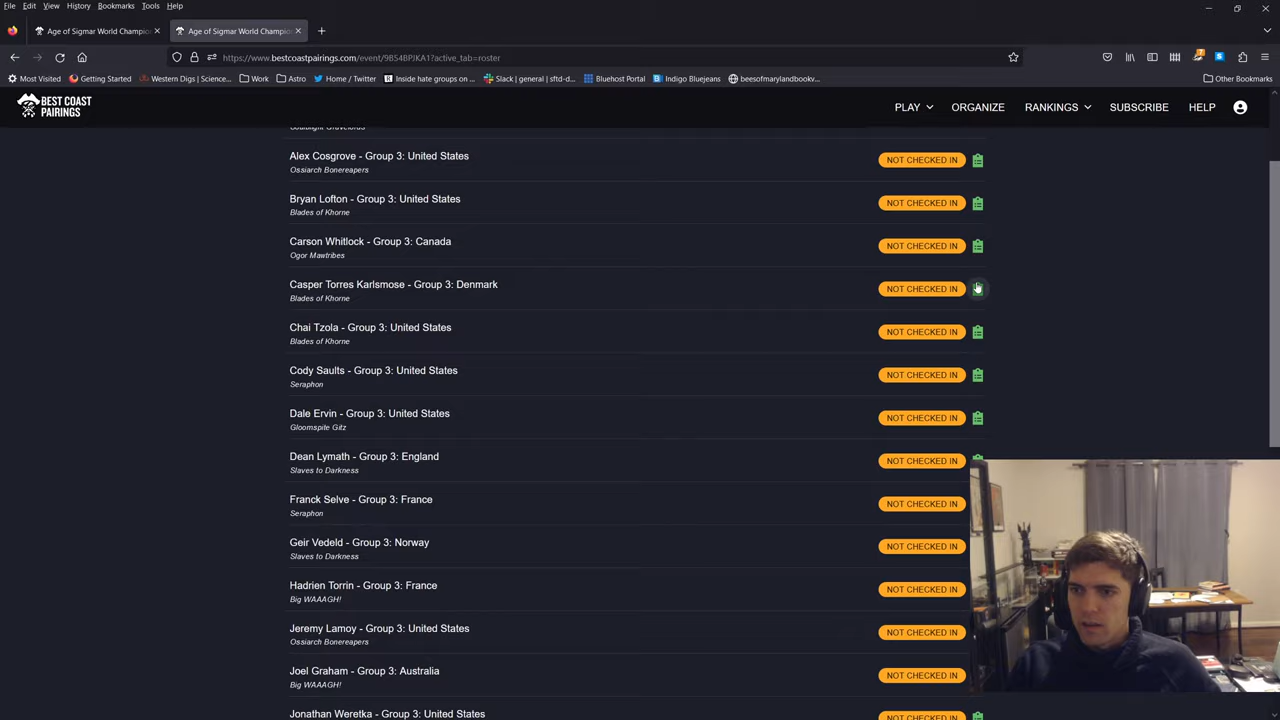 File Edit View History Bookmarks Tools Help
Age of Sigmar World Champion
Age of Sigmar World Champion
https://www.bestcoastpairings.com/event/9B54BPJKA1?active_tab=roster
Most Visited Getting Started Western Digs | Science... Work Astro Home / Twitter Inside hate groups on ... Slack | general | sftd-d... Bluehost Portal Indigo Bluejeans beesofmarylandbookv... Other Bookmarks
BEST COAST
PAIRINGS
PLAY ORGANIZE RANKINGS SUBSCRIBE HELP
Soulblight Gravelords
Alex Cosgrove - Group 3: United States
Ossiarch Bonereapers
NOT CHECKED IN
Bryan Lofton - Group 3: United States
Blades of Khorne
NOT CHECKED IN
Carson Whitlock - Group 3: Canada
Ogor Mawtribes
NOT CHECKED IN
Casper Torres Karlsmose - Group 3: Denmark
Blades of Khorne
NOT CHECKED IN
Chai Tzola - Group 3: United States
Blades of Khorne
NOT CHECKED IN
Cody Saults - Group 3: United States
Seraphon
NOT CHECKED IN
Dale Ervin - Group 3: United States
Gloomspite Gitz
NOT CHECKED IN
Dean Lymath - Group 3: England
Slaves to Darkness
NOT CHECKED IN
Franck Selve - Group 3: France
Seraphon
NOT CHECKED IN
Geir Vedeld - Group 3: Norway
Slaves to Darkness
NOT CHECKED IN
Hadrien Torrin - Group 3: France
Big WAAAGH!
NOT CHECKED IN
Jeremy Lamoy - Group 3: United States
Ossiarch Bonereapers
NOT CHECKED IN
Joel Graham - Group 3: Australia
Big WAAAGH!
NOT CHECKED IN
Jonathan Weretka - Group 3: United States
NOT CHECKED IN